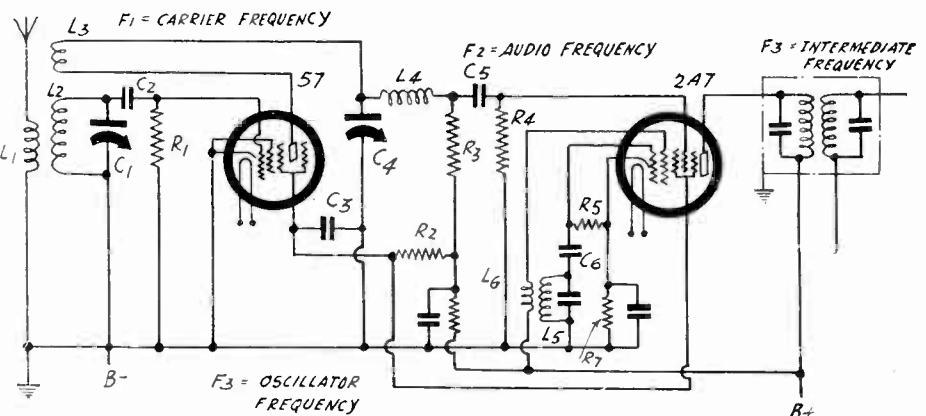 F1 = CARRIER FREQUENCY
L3
F2 = AUDIO FREQUENCY
F3 = INTERMEDIATE
FREQUENCY
57
L4
C5
2A7
L2
C2
R4
L1
C1
R1
C4
R3
C3
R2
R5
C6
L6
L5
R7
B-
F3 = OSCILLATOR
FREQUENCY
B+